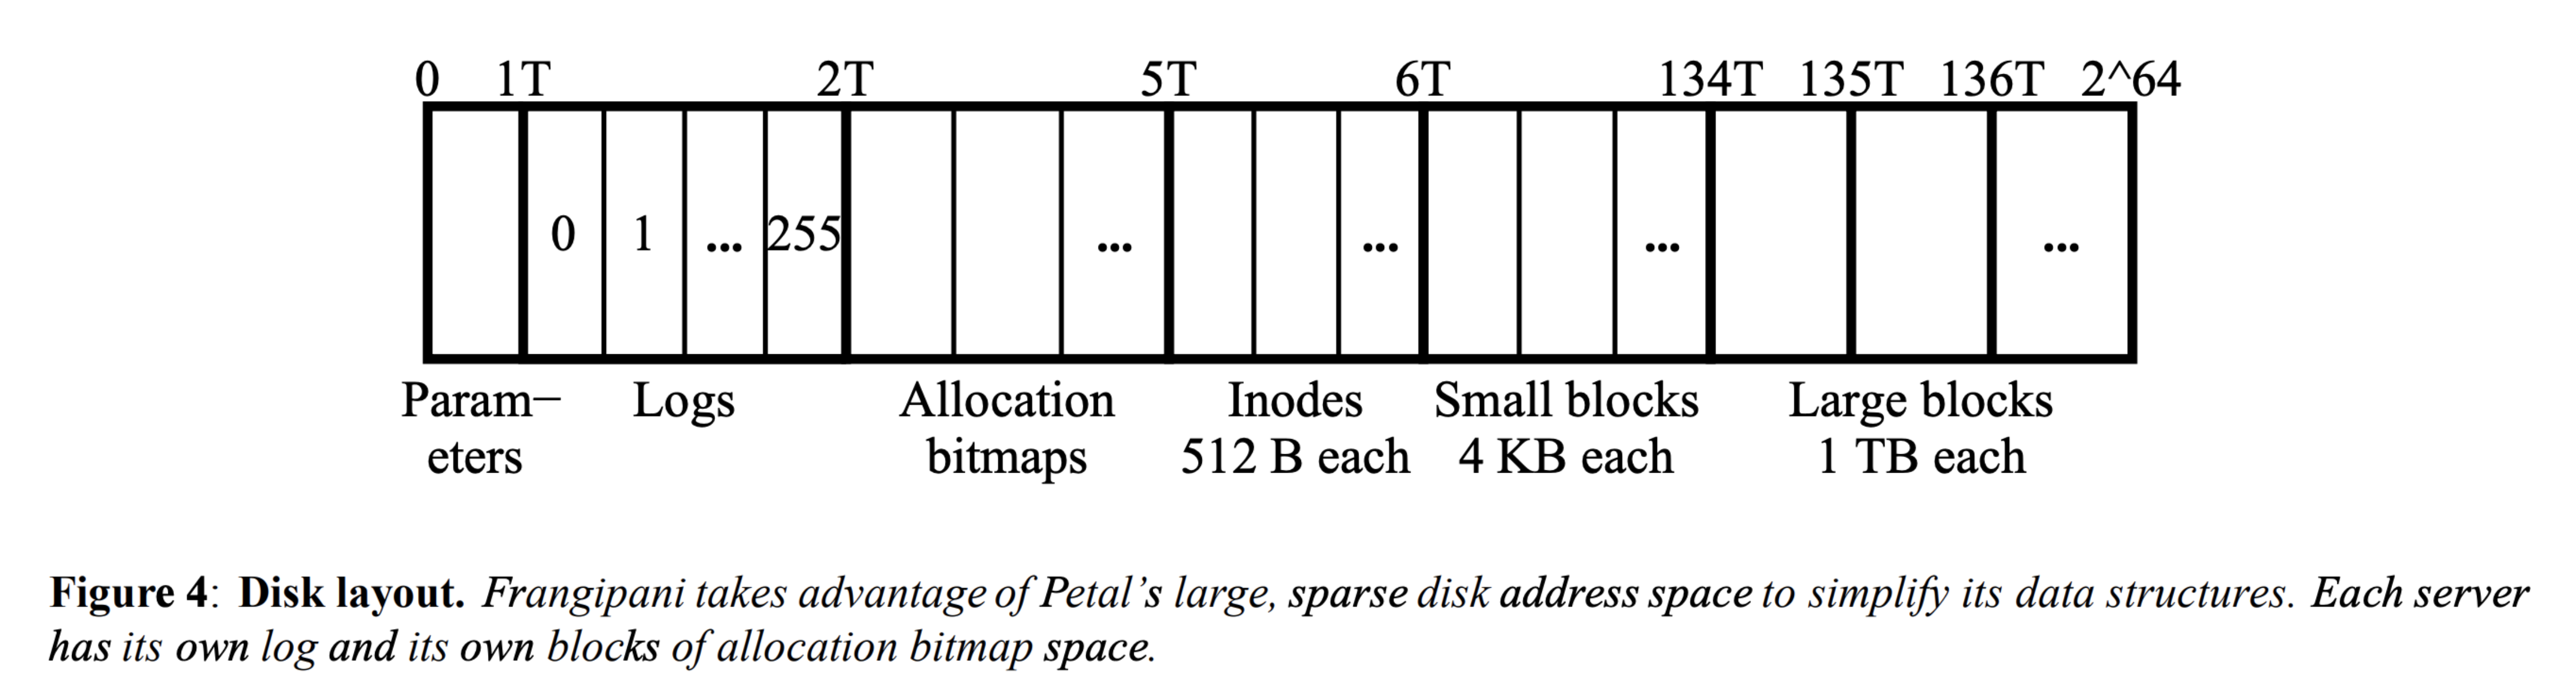 0 1T 2T 5T 6T 134T 135T 136T 2^64
0 1 ... 255 ... ... ... ...
Param– Logs Allocation Inodes Small blocks Large blocks
eters bitmaps 512 B each 4 KB each 1 TB each
Figure 4: Disk layout. Frangipani takes advantage of Petal’s large, sparse disk address space to simplify its data structures. Each server
has its own log and its own blocks of allocation bitmap space.